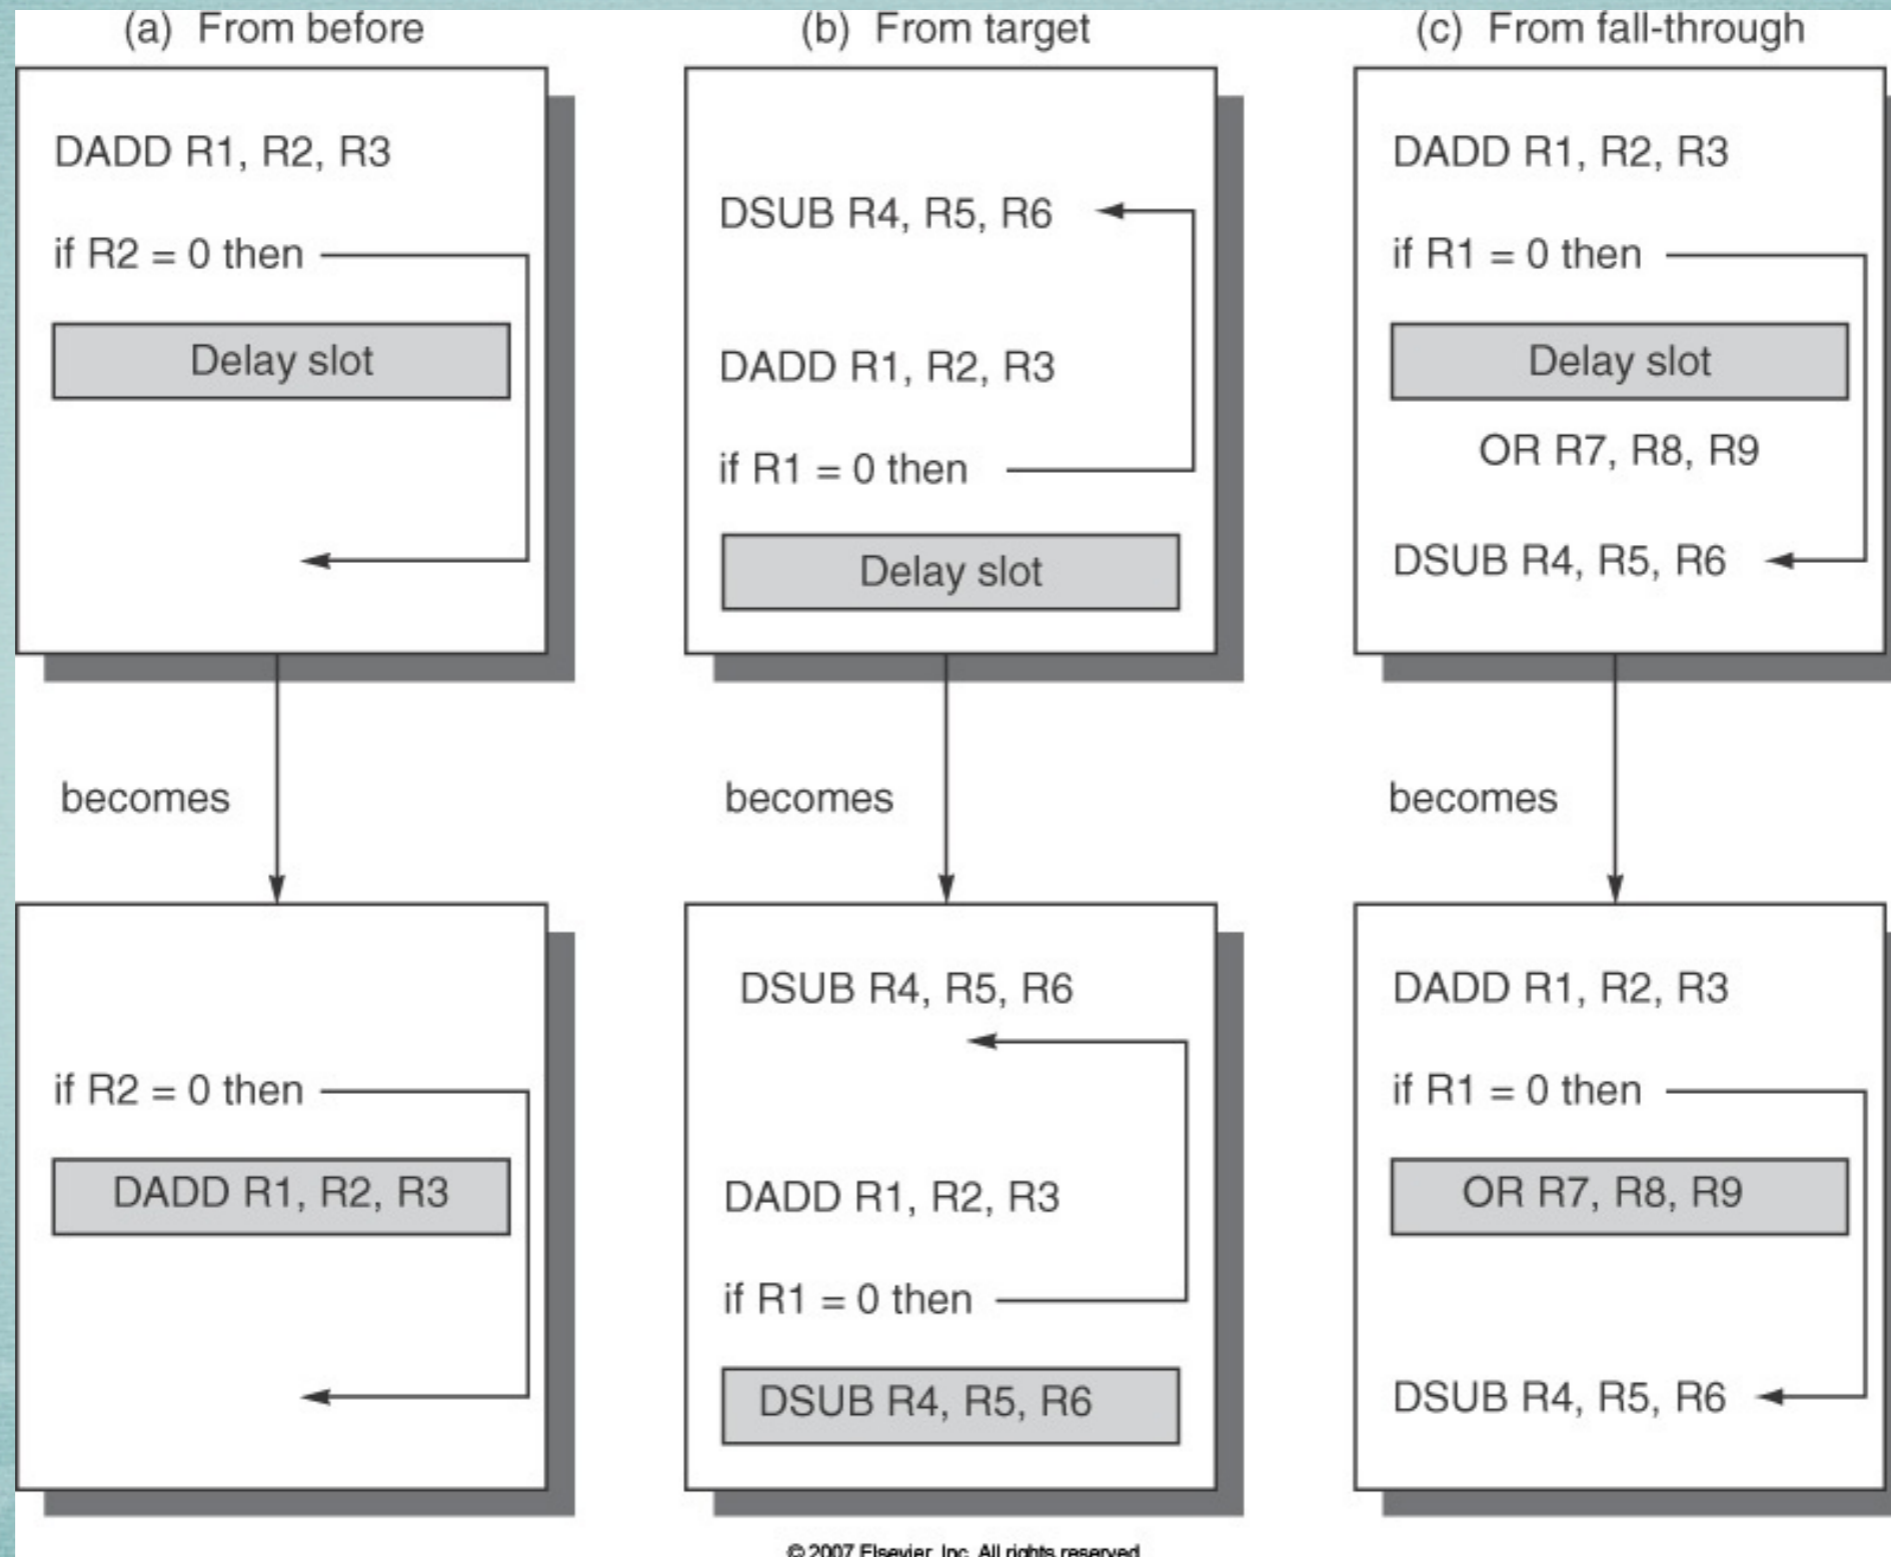 (a) From before
DADD R1, R2, R3
if R2 = 0 then
Delay slot
becomes
if R2 = 0 then
DADD R1, R2, R3
(b) From target
DSUB R4, R5, R6
DADD R1, R2, R3
if R1 = 0 then
Delay slot
becomes
DSUB R4, R5, R6
DADD R1, R2, R3
if R1 = 0 then
DSUB R4, R5, R6
(c) From fall-through
DADD R1, R2, R3
if R1 = 0 then
Delay slot
OR R7, R8, R9
DSUB R4, R5, R6
becomes
DADD R1, R2, R3
if R1 = 0 then
OR R7, R8, R9
DSUB R4, R5, R6
© 2007 Elsevier, Inc. All rights reserved.